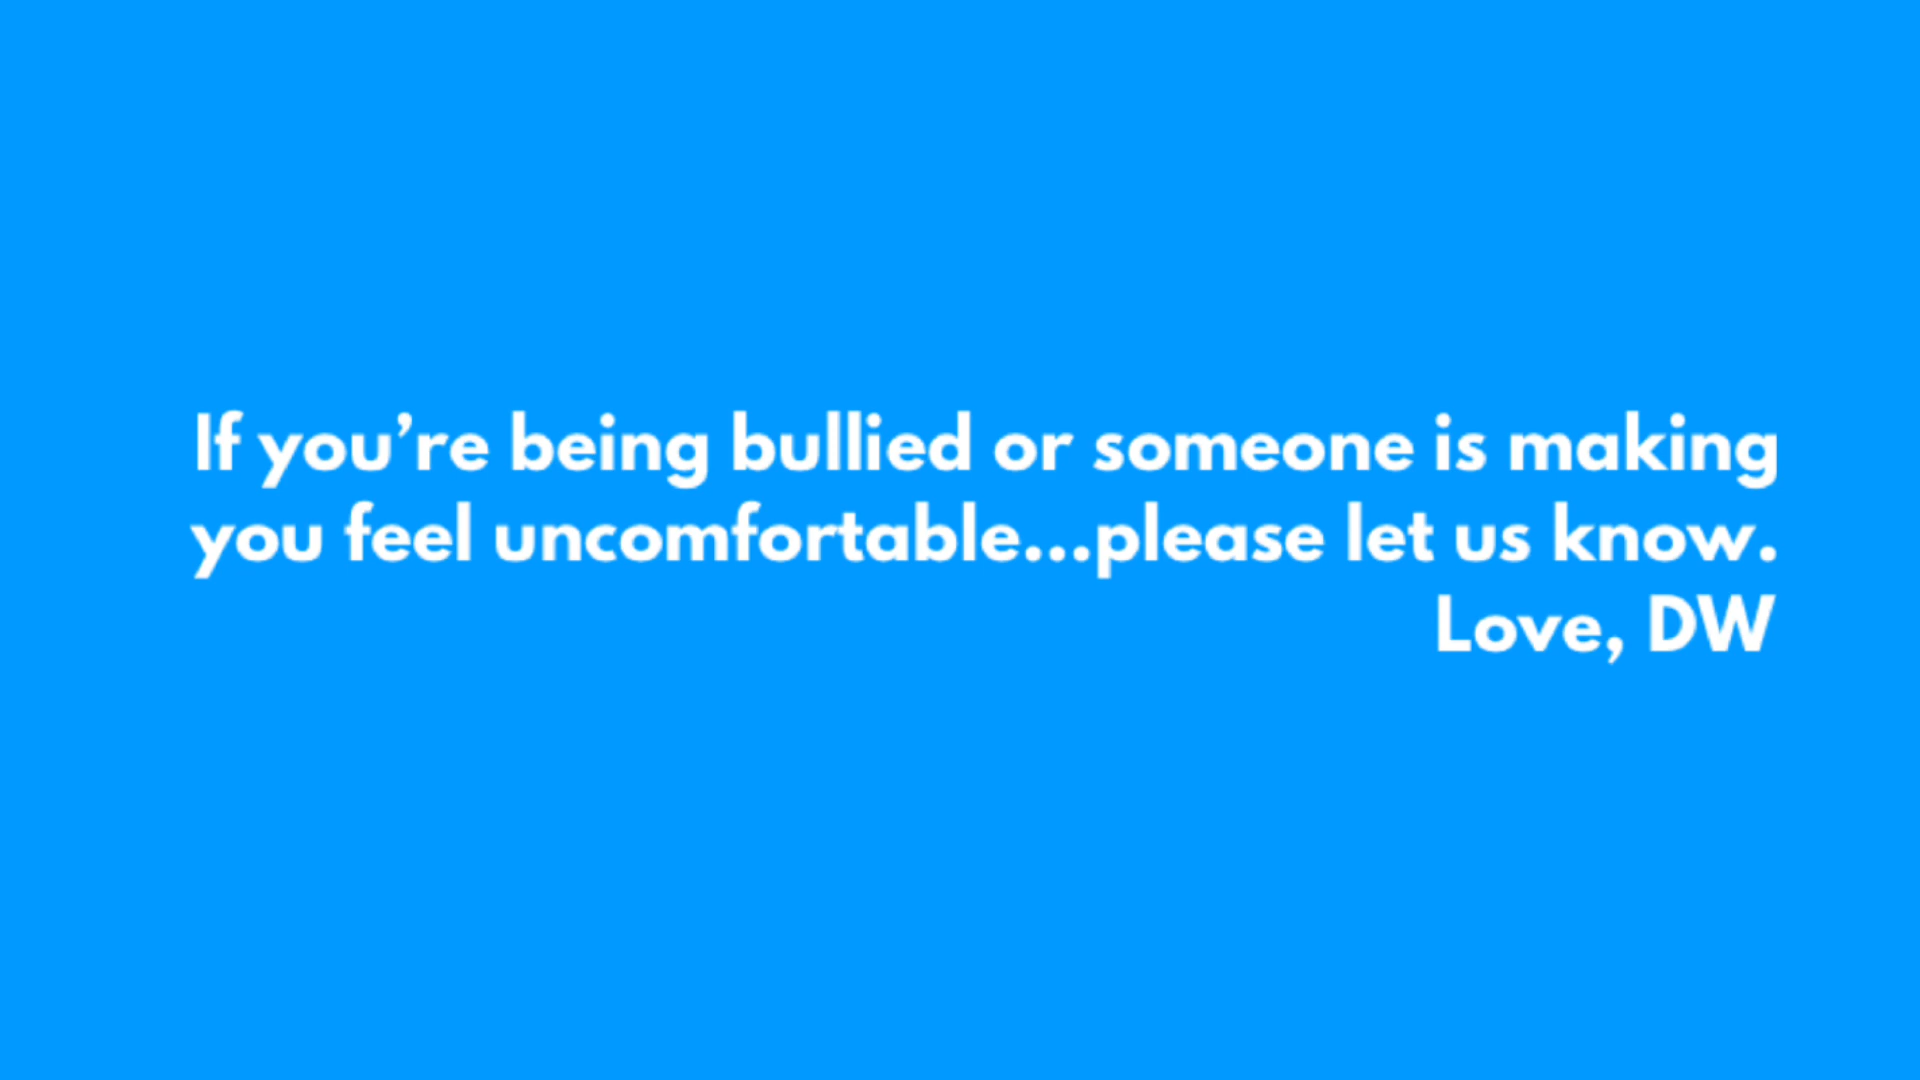 If you’re being bullied or someone is making
you feel uncomfortable...please let us know.
Love, DW